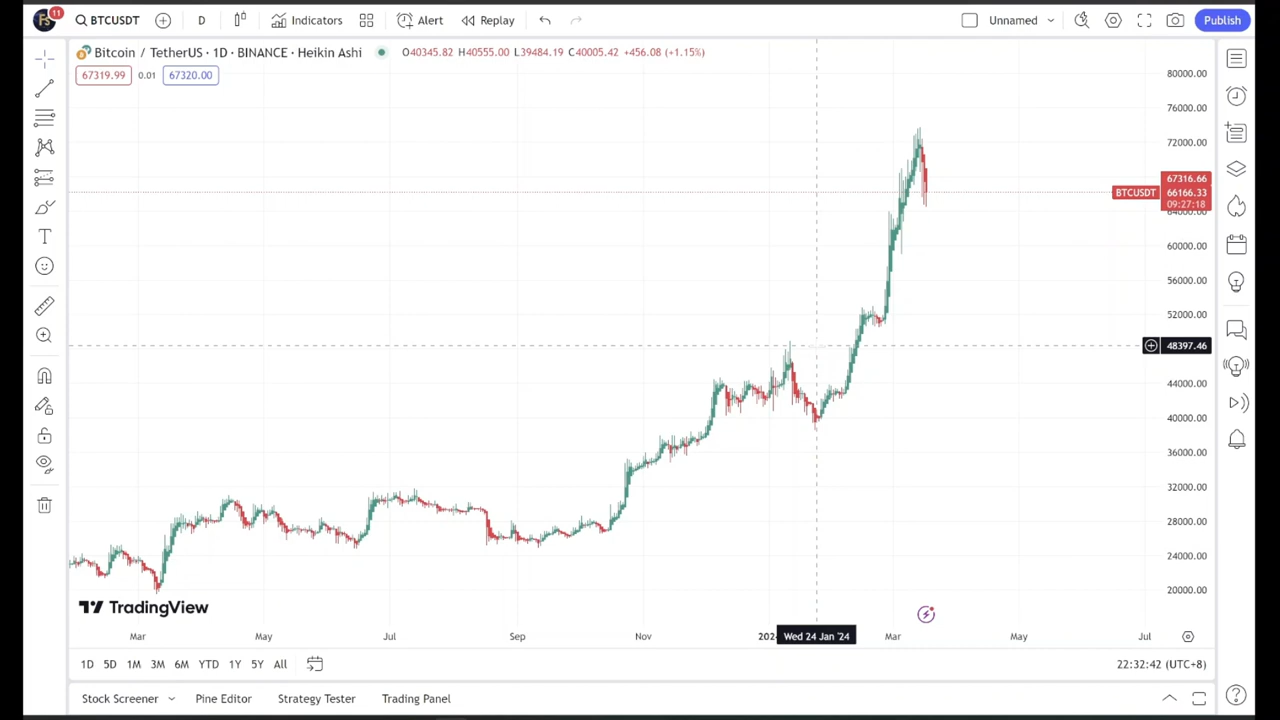 11
BTCUSDT
D
Indicators
Alert
Replay
Unnamed
Publish
Bitcoin / TetherUS · 1D · BINANCE · Heikin Ashi
O40345.82 H40555.00 L39484.19 C40005.42 +456.08 (+1.15%)
67319.99 0.01 67320.00
80000.00
76000.00
72000.00
67316.66
BTCUSDT 66166.33
09:27:18
64000.00
60000.00
56000.00
52000.00
48397.46
44000.00
40000.00
36000.00
32000.00
28000.00
24000.00
20000.00
TradingView
Mar May Jul Sep Nov 202 Wed 24 Jan '24 Mar May Jul
1D 5D 1M 3M 6M YTD 1Y 5Y All
22:32:42 (UTC+8)
Stock Screener Pine Editor Strategy Tester Trading Panel